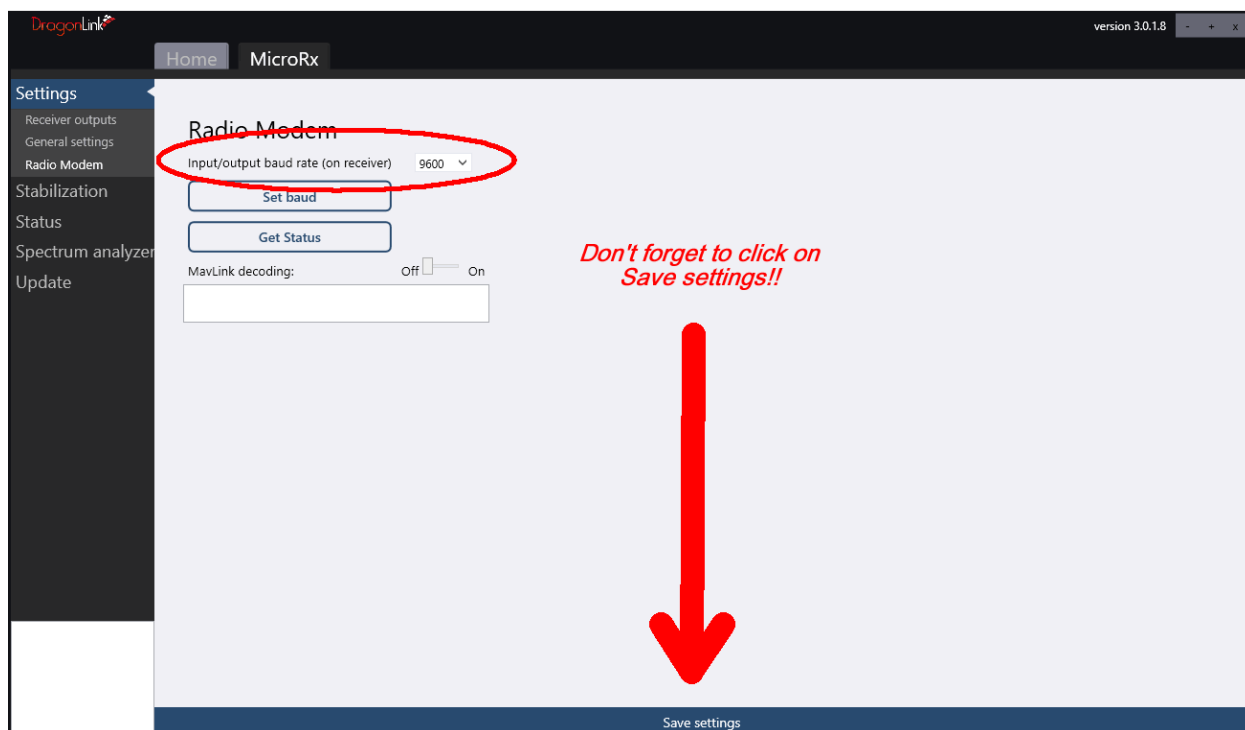 DragonLink
version 3.0.1.8 - + x
Home MicroRx
Settings
Receiver outputs
General settings
Radio Modem
Stabilization
Status
Spectrum analyzer
Update
Radio Modem
Input/output baud rate (on receiver) 9600
Set baud
Get Status
MavLink decoding: Off On
Don't forget to click on
Save settings!!
Save settings